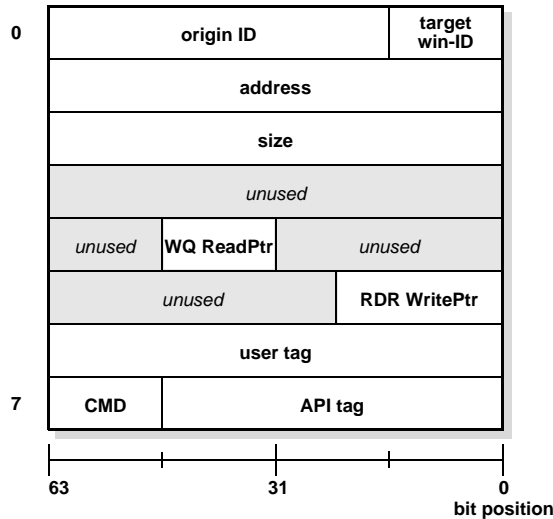 0
origin ID
target
win-ID
address
size
unused
unused
WQ ReadPtr
unused
unused
RDR WritePtr
user tag
7
CMD
API tag
63
31
0
bit position